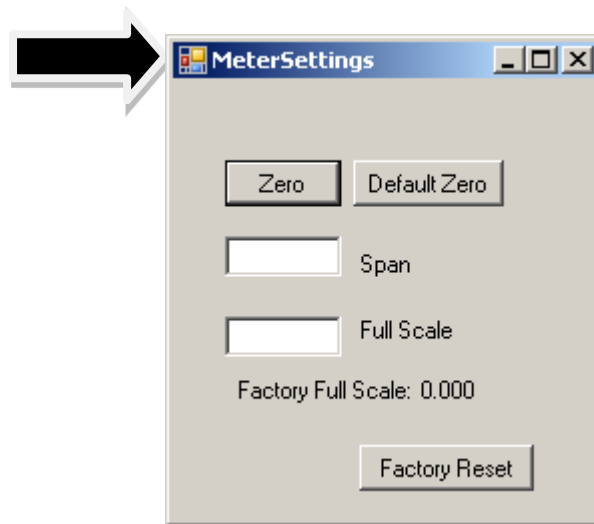 MeterSettings
Zero Default Zero
Span
Full Scale
Factory Full Scale: 0.000
Factory Reset